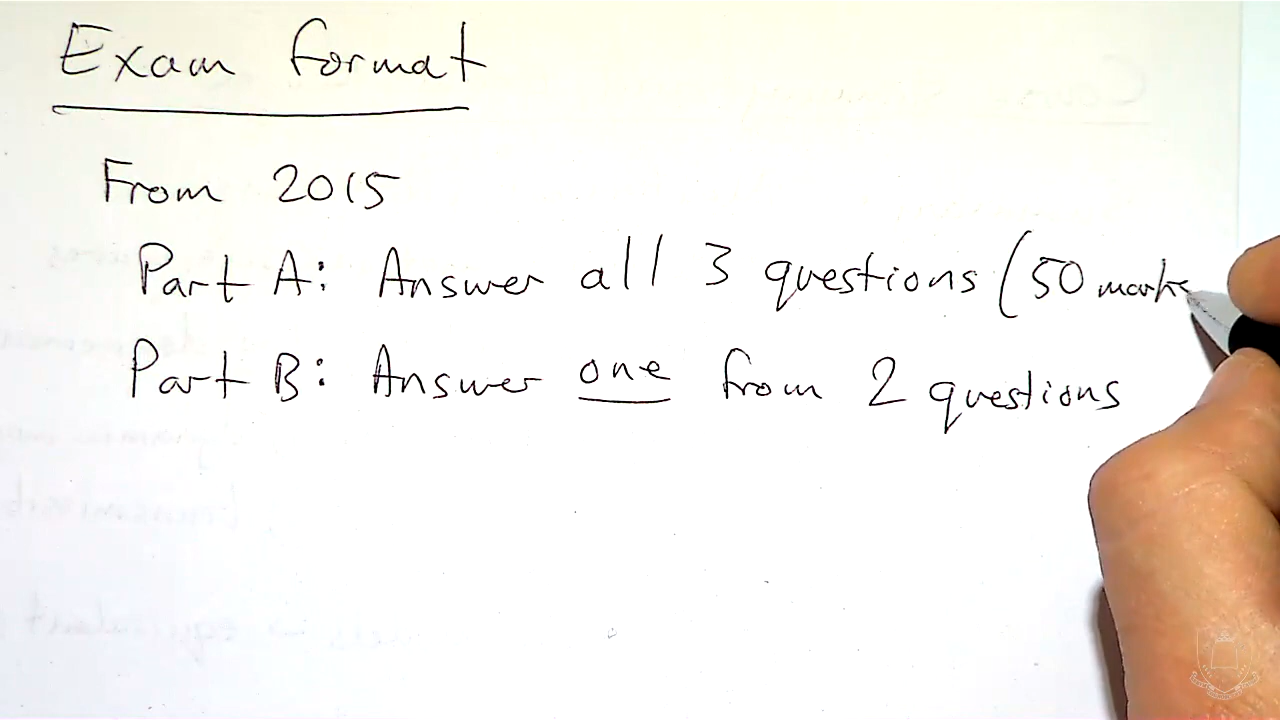 Exam format
From 2015
Part A: Answer all 3 questions (50 marks
Part B: Answer one from 2 questions